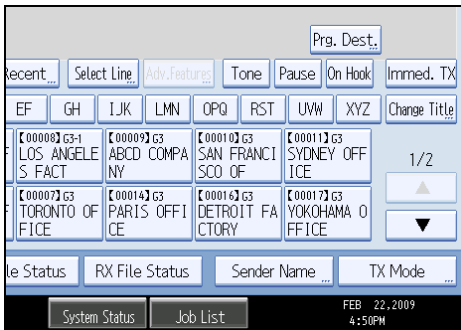 Prg. Dest.
Recent Select Line Adv.Features Tone Pause On Hook Immed. TX
EF GH IJK LMN OPQ RST UVW XYZ Change Title
【00008】G3-1 【00009】G3 【00010】G3 【00011】G3
LOS ANGELE ABCD COMPA SAN FRANCI SYDNEY OFF
S FACT NY SCO OF ICE
1/2
【00007】G3 【00014】G3 【00016】G3 【00017】G3
TORONTO OF PARIS OFFI DETROIT FA YOKOHAMA O
FFICE CE CTORY FFICE
le Status RX File Status Sender Name TX Mode
System Status Job List
FEB 22,2009
4:50PM